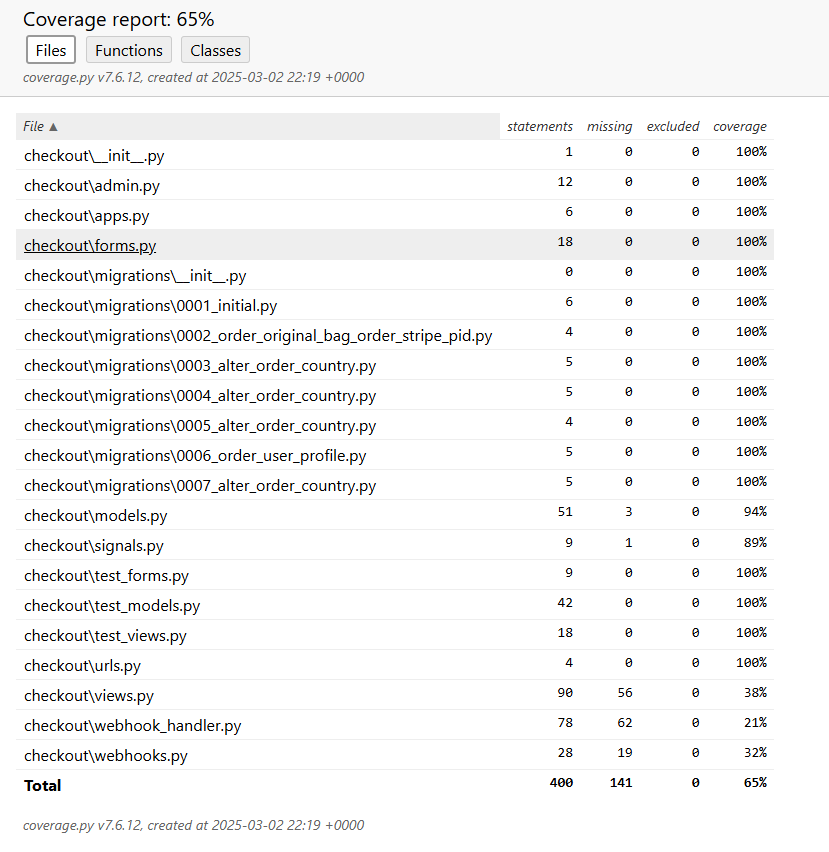 Coverage report: 65%
Files Functions Classes
coverage.py v7.6.12, created at 2025-03-02 22:19 +0000
File ▲ statements missing excluded coverage
checkout\__init__.py 1 0 0 100%
checkout\admin.py 12 0 0 100%
checkout\apps.py 6 0 0 100%
checkout\forms.py 18 0 0 100%
checkout\migrations\__init__.py 0 0 0 100%
checkout\migrations\0001_initial.py 6 0 0 100%
checkout\migrations\0002_order_original_bag_order_stripe_pid.py 4 0 0 100%
checkout\migrations\0003_alter_order_country.py 5 0 0 100%
checkout\migrations\0004_alter_order_country.py 5 0 0 100%
checkout\migrations\0005_alter_order_country.py 4 0 0 100%
checkout\migrations\0006_order_user_profile.py 5 0 0 100%
checkout\migrations\0007_alter_order_country.py 5 0 0 100%
checkout\models.py 51 3 0 94%
checkout\signals.py 9 1 0 89%
checkout\test_forms.py 9 0 0 100%
checkout\test_models.py 42 0 0 100%
checkout\test_views.py 18 0 0 100%
checkout\urls.py 4 0 0 100%
checkout\views.py 90 56 0 38%
checkout\webhook_handler.py 78 62 0 21%
checkout\webhooks.py 28 19 0 32%
Total 400 141 0 65%
coverage.py v7.6.12, created at 2025-03-02 22:19 +0000